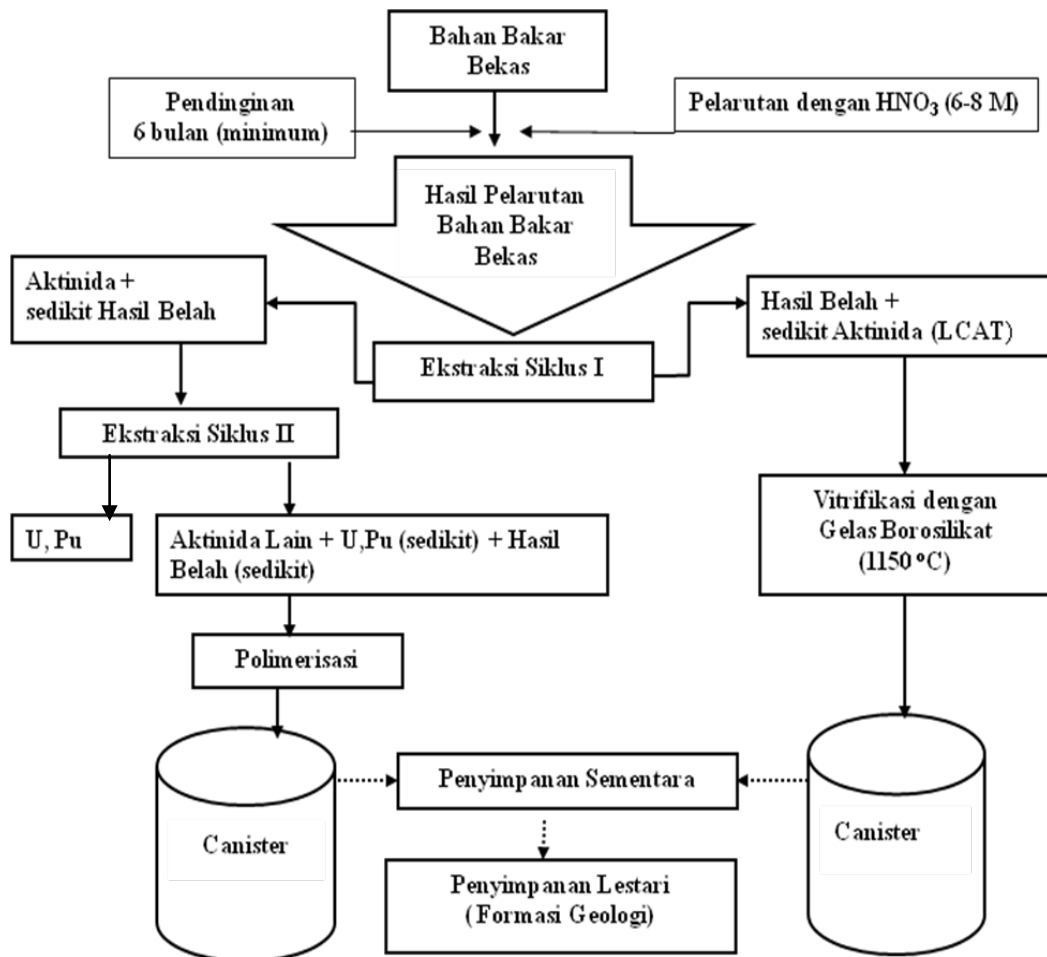 Bahan Bakar
Bekas
Pendinginan
6 bulan (minimum)
Pelarutan dengan HNO₃ (6-8 M)
Hasil Pelarutan
Bahan Bakar
Bekas
Aktinida +
sedikit Hasil Belah
Hasil Belah +
sedikit Aktinida (LCAT)
Ekstraksi Siklus I
Ekstraksi Siklus II
U, Pu
Aktinida Lain + U,Pu (sedikit) + Hasil
Belah (sedikit)
Vitrifikasi dengan
Gelas Borosilikat
(1150 °C)
Polimerisasi
Penyimpanan Sementara
Canister
Canister
Penyimpanan Lestari
(Formasi Geologi)